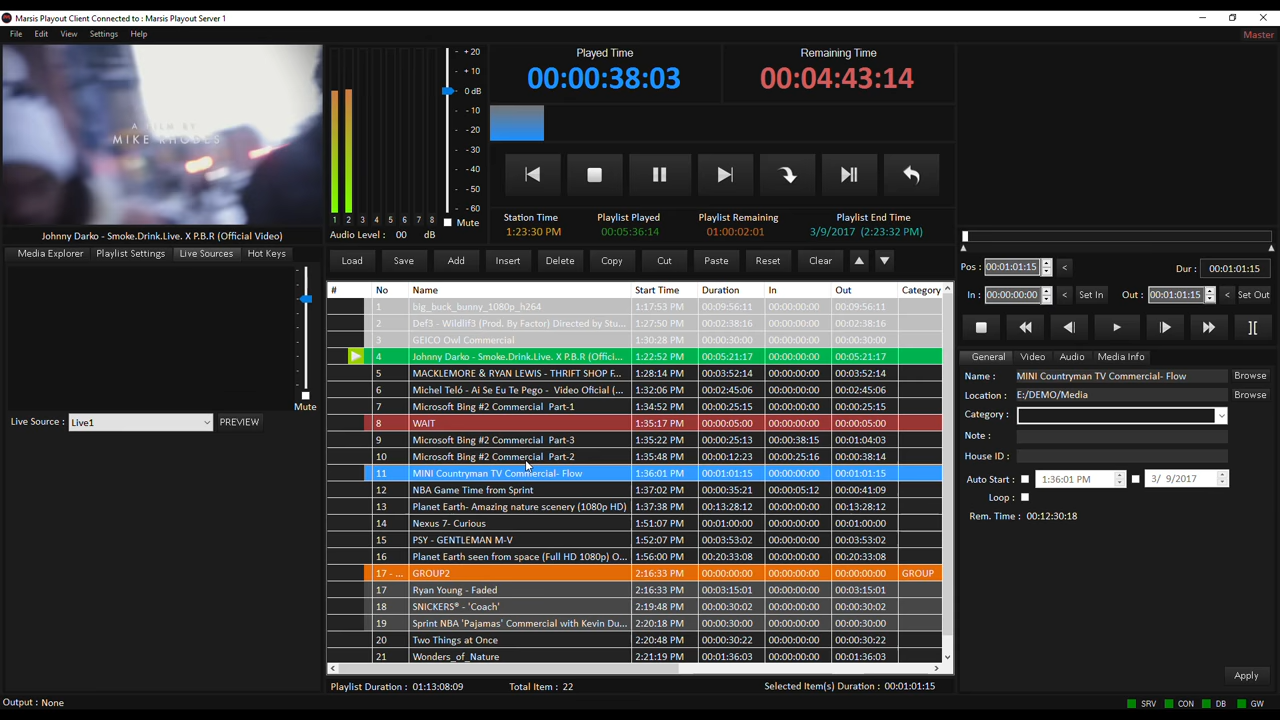 Marsis Playout Client Connected to : Marsis Playout Server 1
File Edit View Settings Help
Master
A FILM BY
MIKE RHODES
Johnny Darko - Smoke.Drink.Live. X P.B.R (Official Video)
Media Explorer Playlist Settings Live Sources Hot Keys
Mute
Live Source : Live1 PREVIEW
+ 20
+ 10
0 dB
- 10
- 20
- 30
- 40
- 50
- 60
1 2 3 4 5 6 7 8 Mute
Audio Level : 00 dB
Played Time Remaining Time
00:00:38:03 00:04:43:14
Station Time Playlist Played Playlist Remaining Playlist End Time
1:23:30 PM 00:05:36:14 01:00:02:01 3/9/2017 (2:23:32 PM)
Load Save Add Insert Delete Copy Cut Paste Reset Clear
# No Name Start Time Duration In Out Category
1 big_buck_bunny_1080p_h264 1:17:53 PM 00:09:56:11 00:00:00:00 00:09:56:11
2 Def3 - Wildlif3 (Prod. By Factor) Directed by Stu... 1:27:50 PM 00:02:38:16 00:00:00:00 00:02:38:16
3 GEICO Owl Commercial 1:30:28 PM 00:00:30:00 00:00:00:00 00:00:30:00
4 Johnny Darko - Smoke.Drink.Live. X P.B.R (Offici... 1:22:52 PM 00:05:21:17 00:00:00:00 00:05:21:17
5 MACKLEMORE & RYAN LEWIS - THRIFT SHOP F... 1:28:14 PM 00:03:52:14 00:00:00:00 00:03:52:14
6 Michel Teló - Ai Se Eu Te Pego - Video Oficial (... 1:32:06 PM 00:02:45:06 00:00:00:00 00:02:45:06
7 Microsoft Bing #2 Commercial Part-1 1:34:52 PM 00:00:25:15 00:00:00:00 00:00:25:15
8 WAIT 1:35:17 PM 00:00:05:00 00:00:00:00 00:00:05:00
9 Microsoft Bing #2 Commercial Part-3 1:35:22 PM 00:00:25:13 00:00:38:15 00:01:04:03
10 Microsoft Bing #2 Commercial Part-2 1:35:48 PM 00:00:12:23 00:00:25:16 00:00:38:14
11 MINI Countryman TV Commercial- Flow 1:36:01 PM 00:01:01:15 00:00:00:00 00:01:01:15
12 NBA Game Time from Sprint 1:37:02 PM 00:00:35:21 00:00:05:12 00:00:41:09
13 Planet Earth- Amazing nature scenery (1080p HD) 1:37:38 PM 00:13:28:12 00:00:00:00 00:13:28:12
14 Nexus 7- Curious 1:51:07 PM 00:01:00:00 00:00:00:00 00:01:00:00
15 PSY - GENTLEMAN M-V 1:52:07 PM 00:03:53:02 00:00:00:00 00:03:53:02
16 Planet Earth seen from space (Full HD 1080p) O... 1:56:00 PM 00:20:33:08 00:00:00:00 00:20:33:08
17 - ... GROUP2 2:16:33 PM 00:00:00:00 00:00:00:00 00:00:00:00 GROUP
17 Ryan Young - Faded 2:16:33 PM 00:03:15:01 00:00:00:00 00:03:15:01
18 SNICKERS® - 'Coach' 2:19:48 PM 00:00:30:02 00:00:00:00 00:00:30:02
19 Sprint NBA 'Pajamas' Commercial with Kevin Du... 2:20:18 PM 00:00:30:00 00:00:00:00 00:00:30:00
20 Two Things at Once 2:20:48 PM 00:00:30:22 00:00:00:00 00:00:30:22
21 Wonders_of_Nature 2:21:19 PM 00:01:36:03 00:00:00:00 00:01:36:03
Playlist Duration : 01:13:08:09 Total Item : 22 Selected Item(s) Duration : 00:01:01:15
Pos : 00:01:01:15 < Dur : 00:01:01:15
In : 00:00:00:00 < Set In Out : 00:01:01:15 < Set Out
General Video Audio Media Info
Name : MINI Countryman TV Commercial- Flow Browse
Location : E:/DEMO/Media Browse
Category :
Note :
House ID :
Auto Start : 1:36:01 PM 3/ 9/2017
Loop :
Rem. Time : 00:12:30:18
Apply
Output : None
SRV CON DB GW